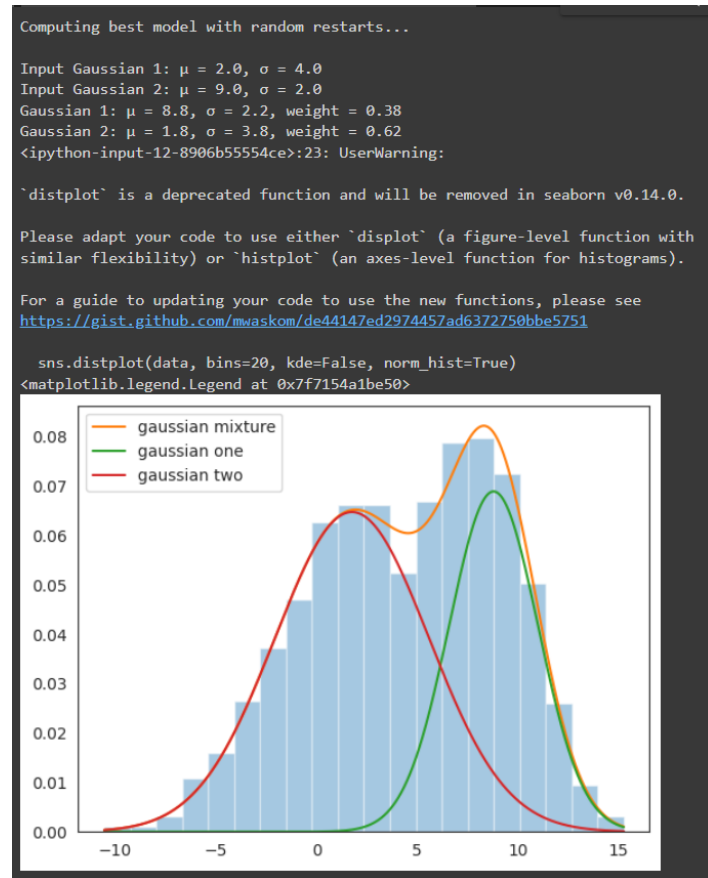 Computing best model with random restarts...
Input Gaussian 1: μ = 2.0, σ = 4.0
Input Gaussian 2: μ = 9.0, σ = 2.0
Gaussian 1: μ = 8.8, σ = 2.2, weight = 0.38
Gaussian 2: μ = 1.8, σ = 3.8, weight = 0.62
<ipython-input-12-8906b55554ce>:23: UserWarning:
`distplot` is a deprecated function and will be removed in seaborn v0.14.0.
Please adapt your code to use either `displot` (a figure-level function with
similar flexibility) or `histplot` (an axes-level function for histograms).
For a guide to updating your code to use the new functions, please see
https://gist.github.com/mwaskom/de44147ed2974457ad6372750bbe5751
sns.distplot(data, bins=20, kde=False, norm_hist=True)
<matplotlib.legend.Legend at 0x7f7154a1be50>
gaussian mixture
gaussian one
gaussian two
0.08
0.07
0.06
0.05
0.04
0.03
0.02
0.01
0.00
−10 −5 0 5 10 15